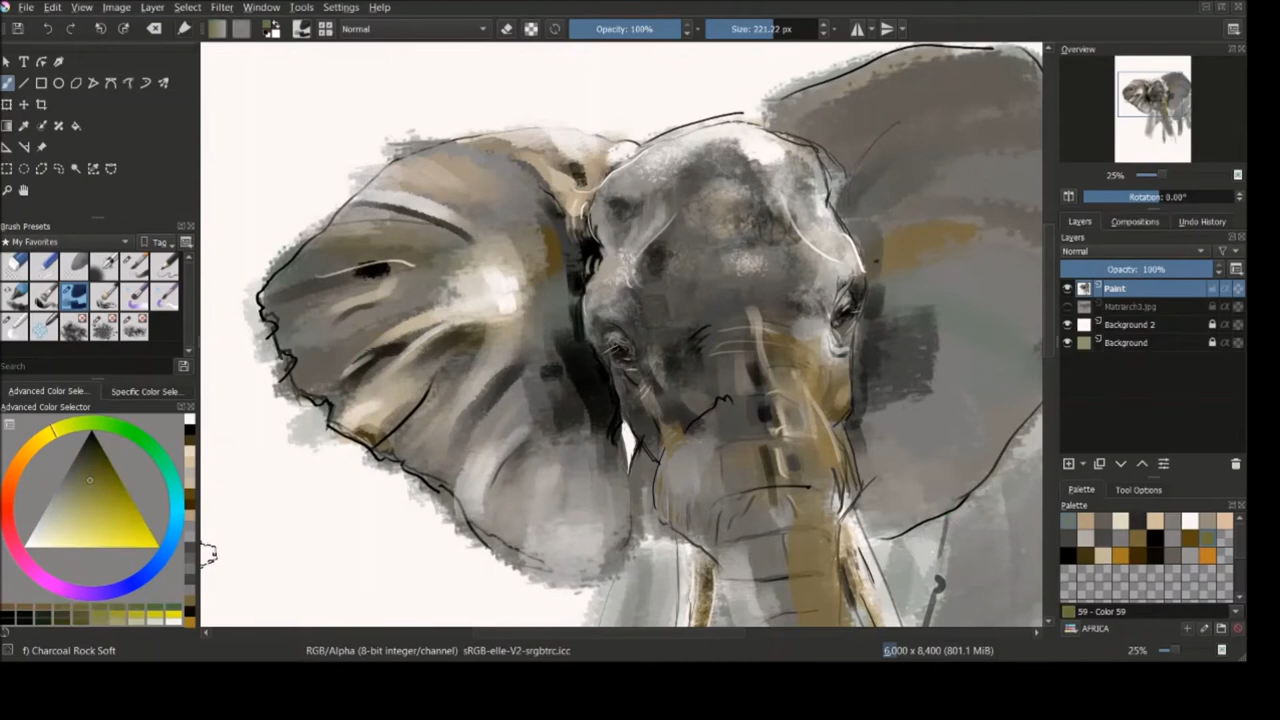 File Edit View Image Layer Select Filter Tools Settings Window Help
Normal Opacity: 100% Size: 221.22 px
Overview
25%
Rotation: 0.00°
Brush Presets
My Favorites Tag
Search
Advanced Color Sele... Specific Color Sele...
Advanced Color Selector
Layers Compositions Undo History
Layers
Normal
Opacity: 100%
Paint
Matriarch3.jpg
Background 2
Background
Palette Tool Options
Palette
59 - Color 59
AFRICA
f) Charcoal Rock Soft RGB/Alpha (8-bit integer/channel) sRGB-elle-V2-srgbtrc.icc 6,000 x 8,400 (801.1 MiB) 25%